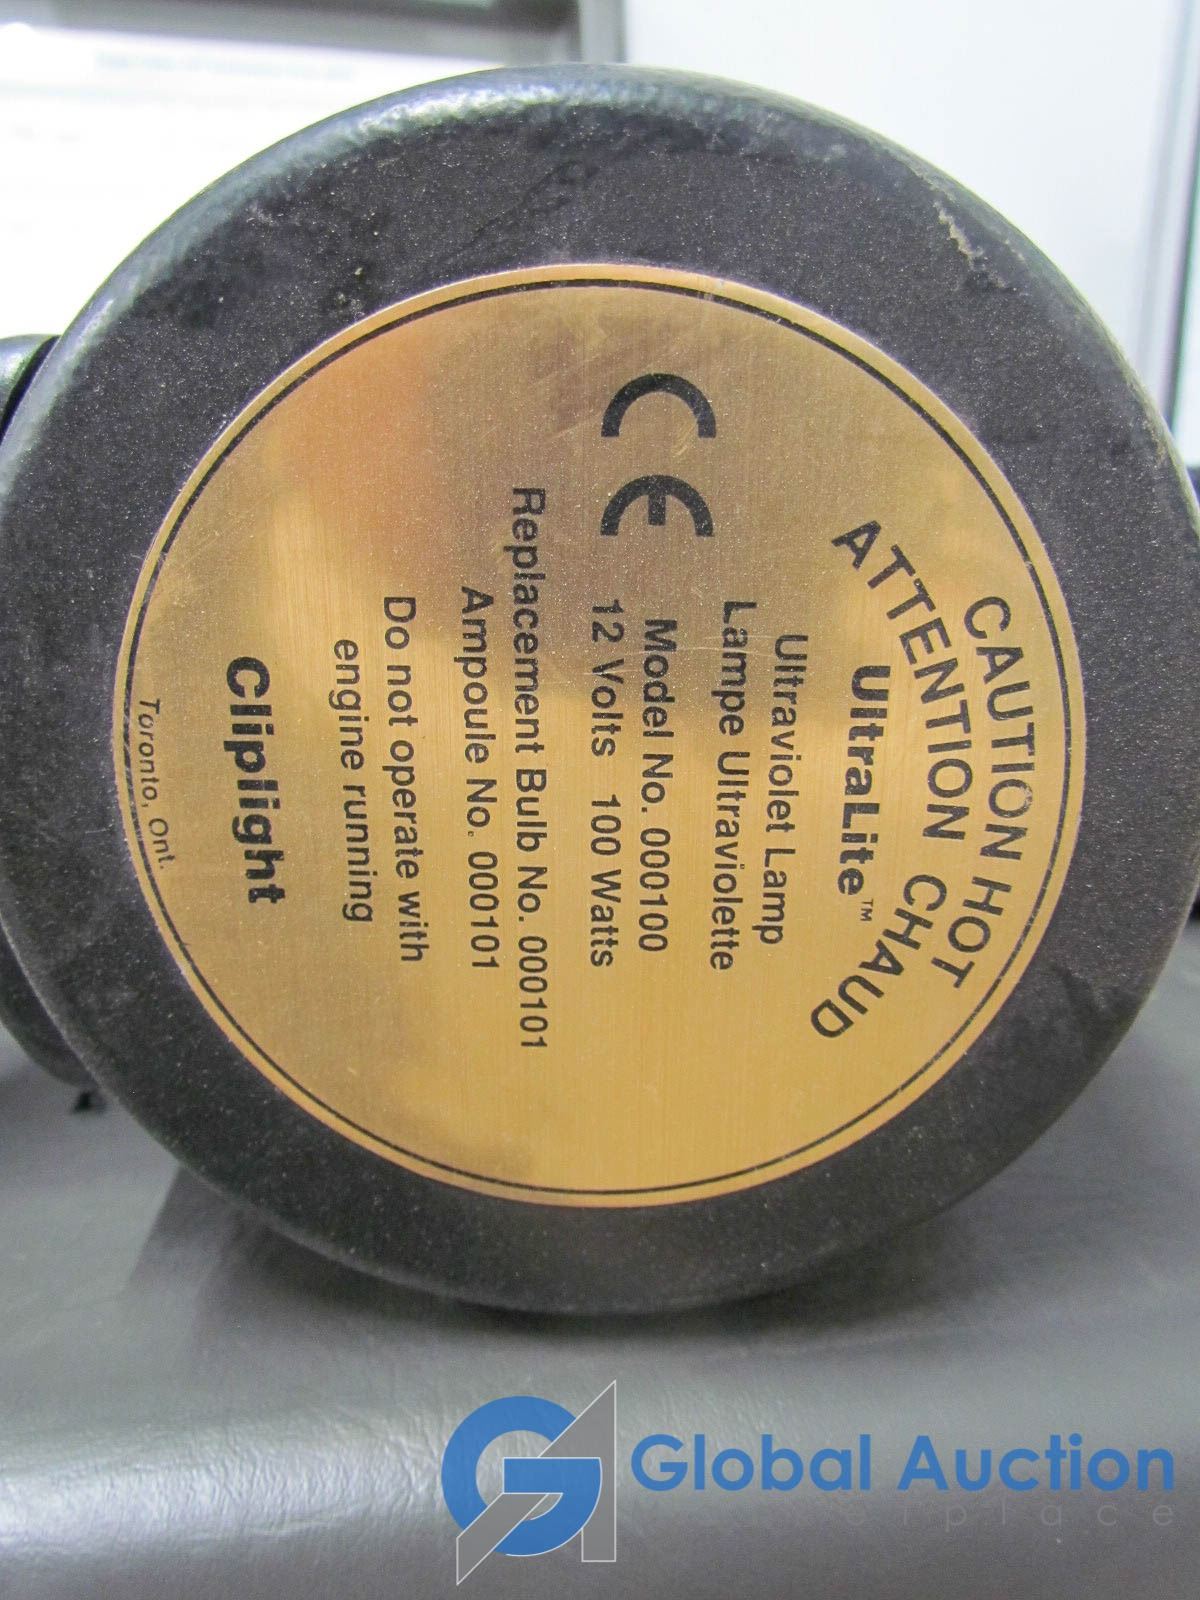 CAUTION HOT
ATTENTION CHAUD
UltraLite™
Ultraviolet Lamp
Lampe Ultraviolette
Model No. 000100
12 Volts 100 Watts
CE
Replacement Bulb No. 000101
Ampoule No. 000101
Do not operate with
engine running
Cliplight
Toronto, Ont.
GA
Global Auction